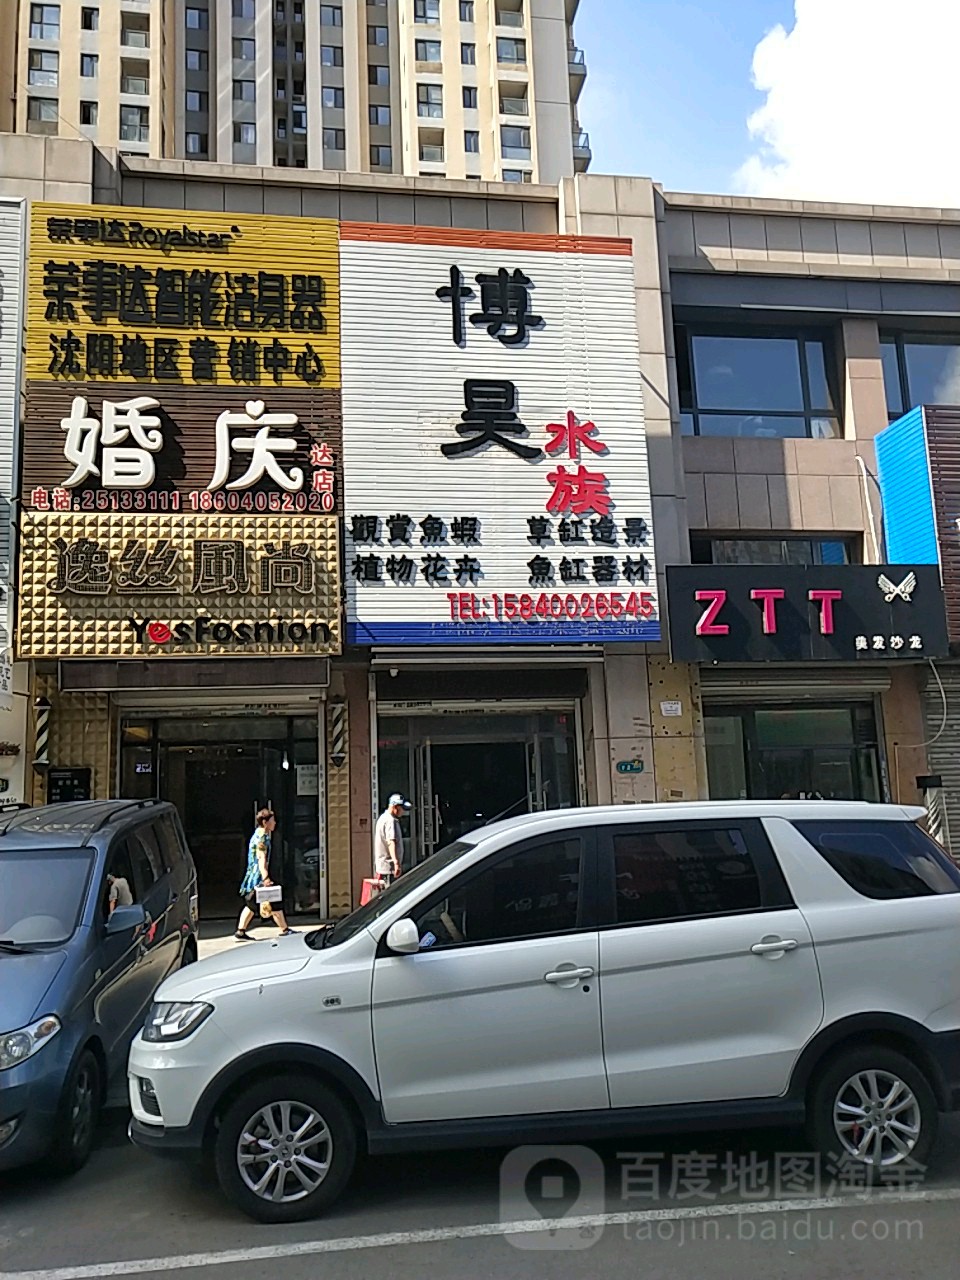 荣事达Royalstar
荣事达智能洁身器
沈阳地区营销中心
婚庆
达店
电话:25133111 18604052020
逸丝風尚
YesFosnion
博昊
水族
觀賞魚蝦 草缸造景
植物花卉 魚缸器材
TEL:15840026545
ZTT
美发沙龙
百度地图淘金
taojin.baidu.com